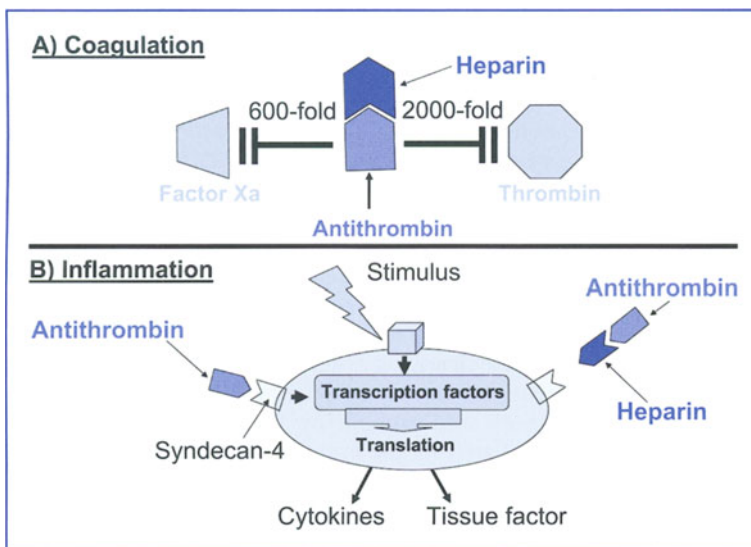 A) Coagulation
Heparin
600-fold
2000-fold
Factor Xa
Thrombin
Antithrombin
B) Inflammation
Stimulus
Antithrombin
Antithrombin
Transcription factors
Heparin
Syndecan-4
Translation
Cytokines
Tissue factor